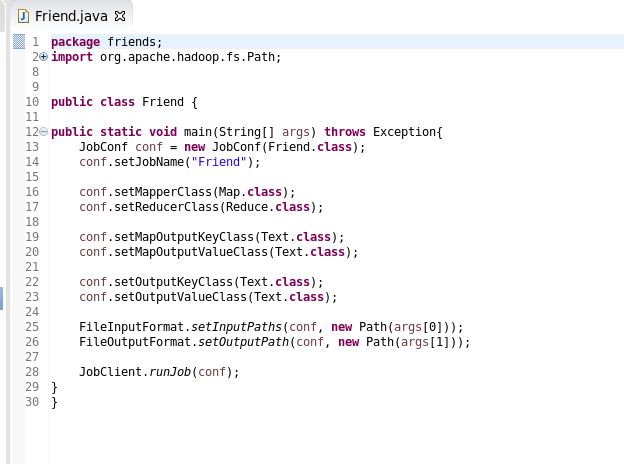 Friend.java
1 package friends;
2 import org.apache.hadoop.fs.Path;
8
9
10 public class Friend {
11
12 public static void main(String[] args) throws Exception{
13     JobConf conf = new JobConf(Friend.class);
14     conf.setJobName("Friend");
15
16     conf.setMapperClass(Map.class);
17     conf.setReducerClass(Reduce.class);
18
19     conf.setMapOutputKeyClass(Text.class);
20     conf.setMapOutputValueClass(Text.class);
21
22     conf.setOutputKeyClass(Text.class);
23     conf.setOutputValueClass(Text.class);
24
25     FileInputFormat.setInputPaths(conf, new Path(args[0]));
26     FileOutputFormat.setOutputPath(conf, new Path(args[1]));
27
28     JobClient.runJob(conf);
29 }
30 }